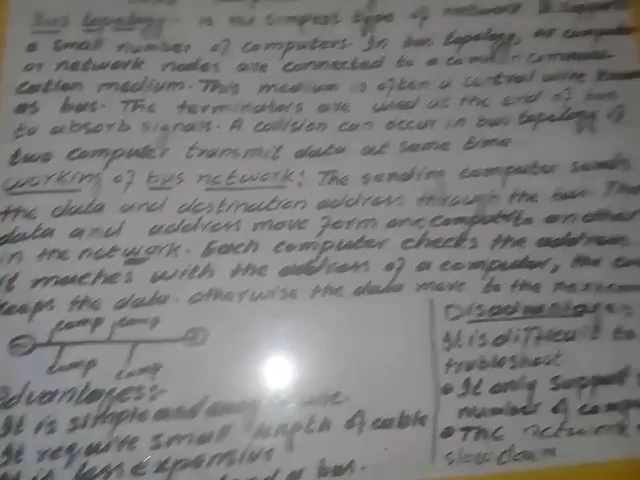 Bus topology - is the simplest type of network. It support
a small number of computers. In bus topology, all computer
or network nodes are connected to a common communi
cation medium. This medium is often a central wire known
as bus. The terminators are used at the end of bus
to absorb signals. A collision can occur in bus topology if
two computer transmit data at same time
working of bus network: The sending computer sends
the data and destination address through the bus. The
data and address move form one computer to another
in the network. Each computer checks the address
it matches with the address of a computer, the
keeps the data. otherwise the data move to the next
comp comp
comp comp
advantages:-
It is simple and easy
It require small length of cable
It is less expensive
bus.
Disadvantages:
It is difficult to
trubleshoot
• It only support
number of comp
• The network
slow down